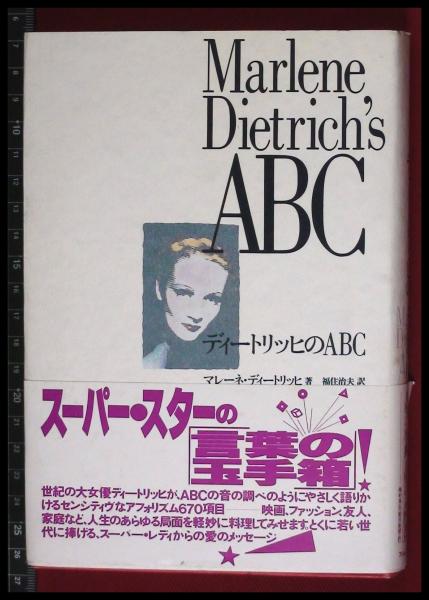 Marlene
Dietrich's
ABC
ディートリッヒのABC
マレーネ・ディートリッヒ 著 福住治夫 訳
スーパー・スターの
「言葉の
玉手箱」!
世紀の大女優ディートリッヒが、ABCの音の調べのようにやさしく語りか
けるセンシティヴなアフォリズム670項目——映画、ファッション、友人、
家庭など、人生のあらゆる局面を軽妙に料理してみせます。とくに若い世
代に捧げる、スーパー・レディからの愛のメッセージ